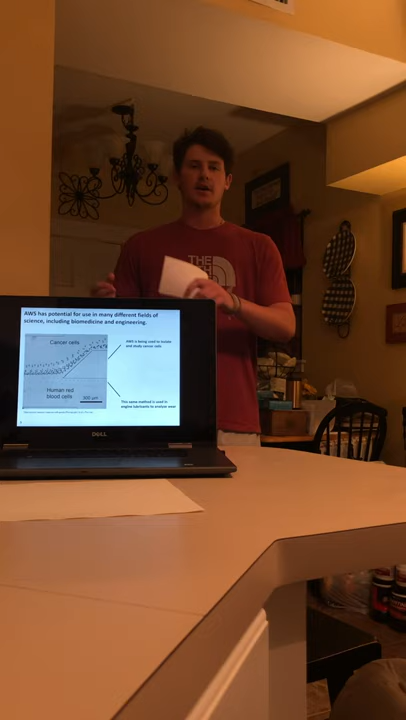 THE
AWS has potential for use in many different fields of
science, including biomedicine and engineering.
Cancer cells
AWS is being used to isolate
and study cancer cells
Human red
blood cells
This same method is used in
engine lubricants to analyze wear
DELL